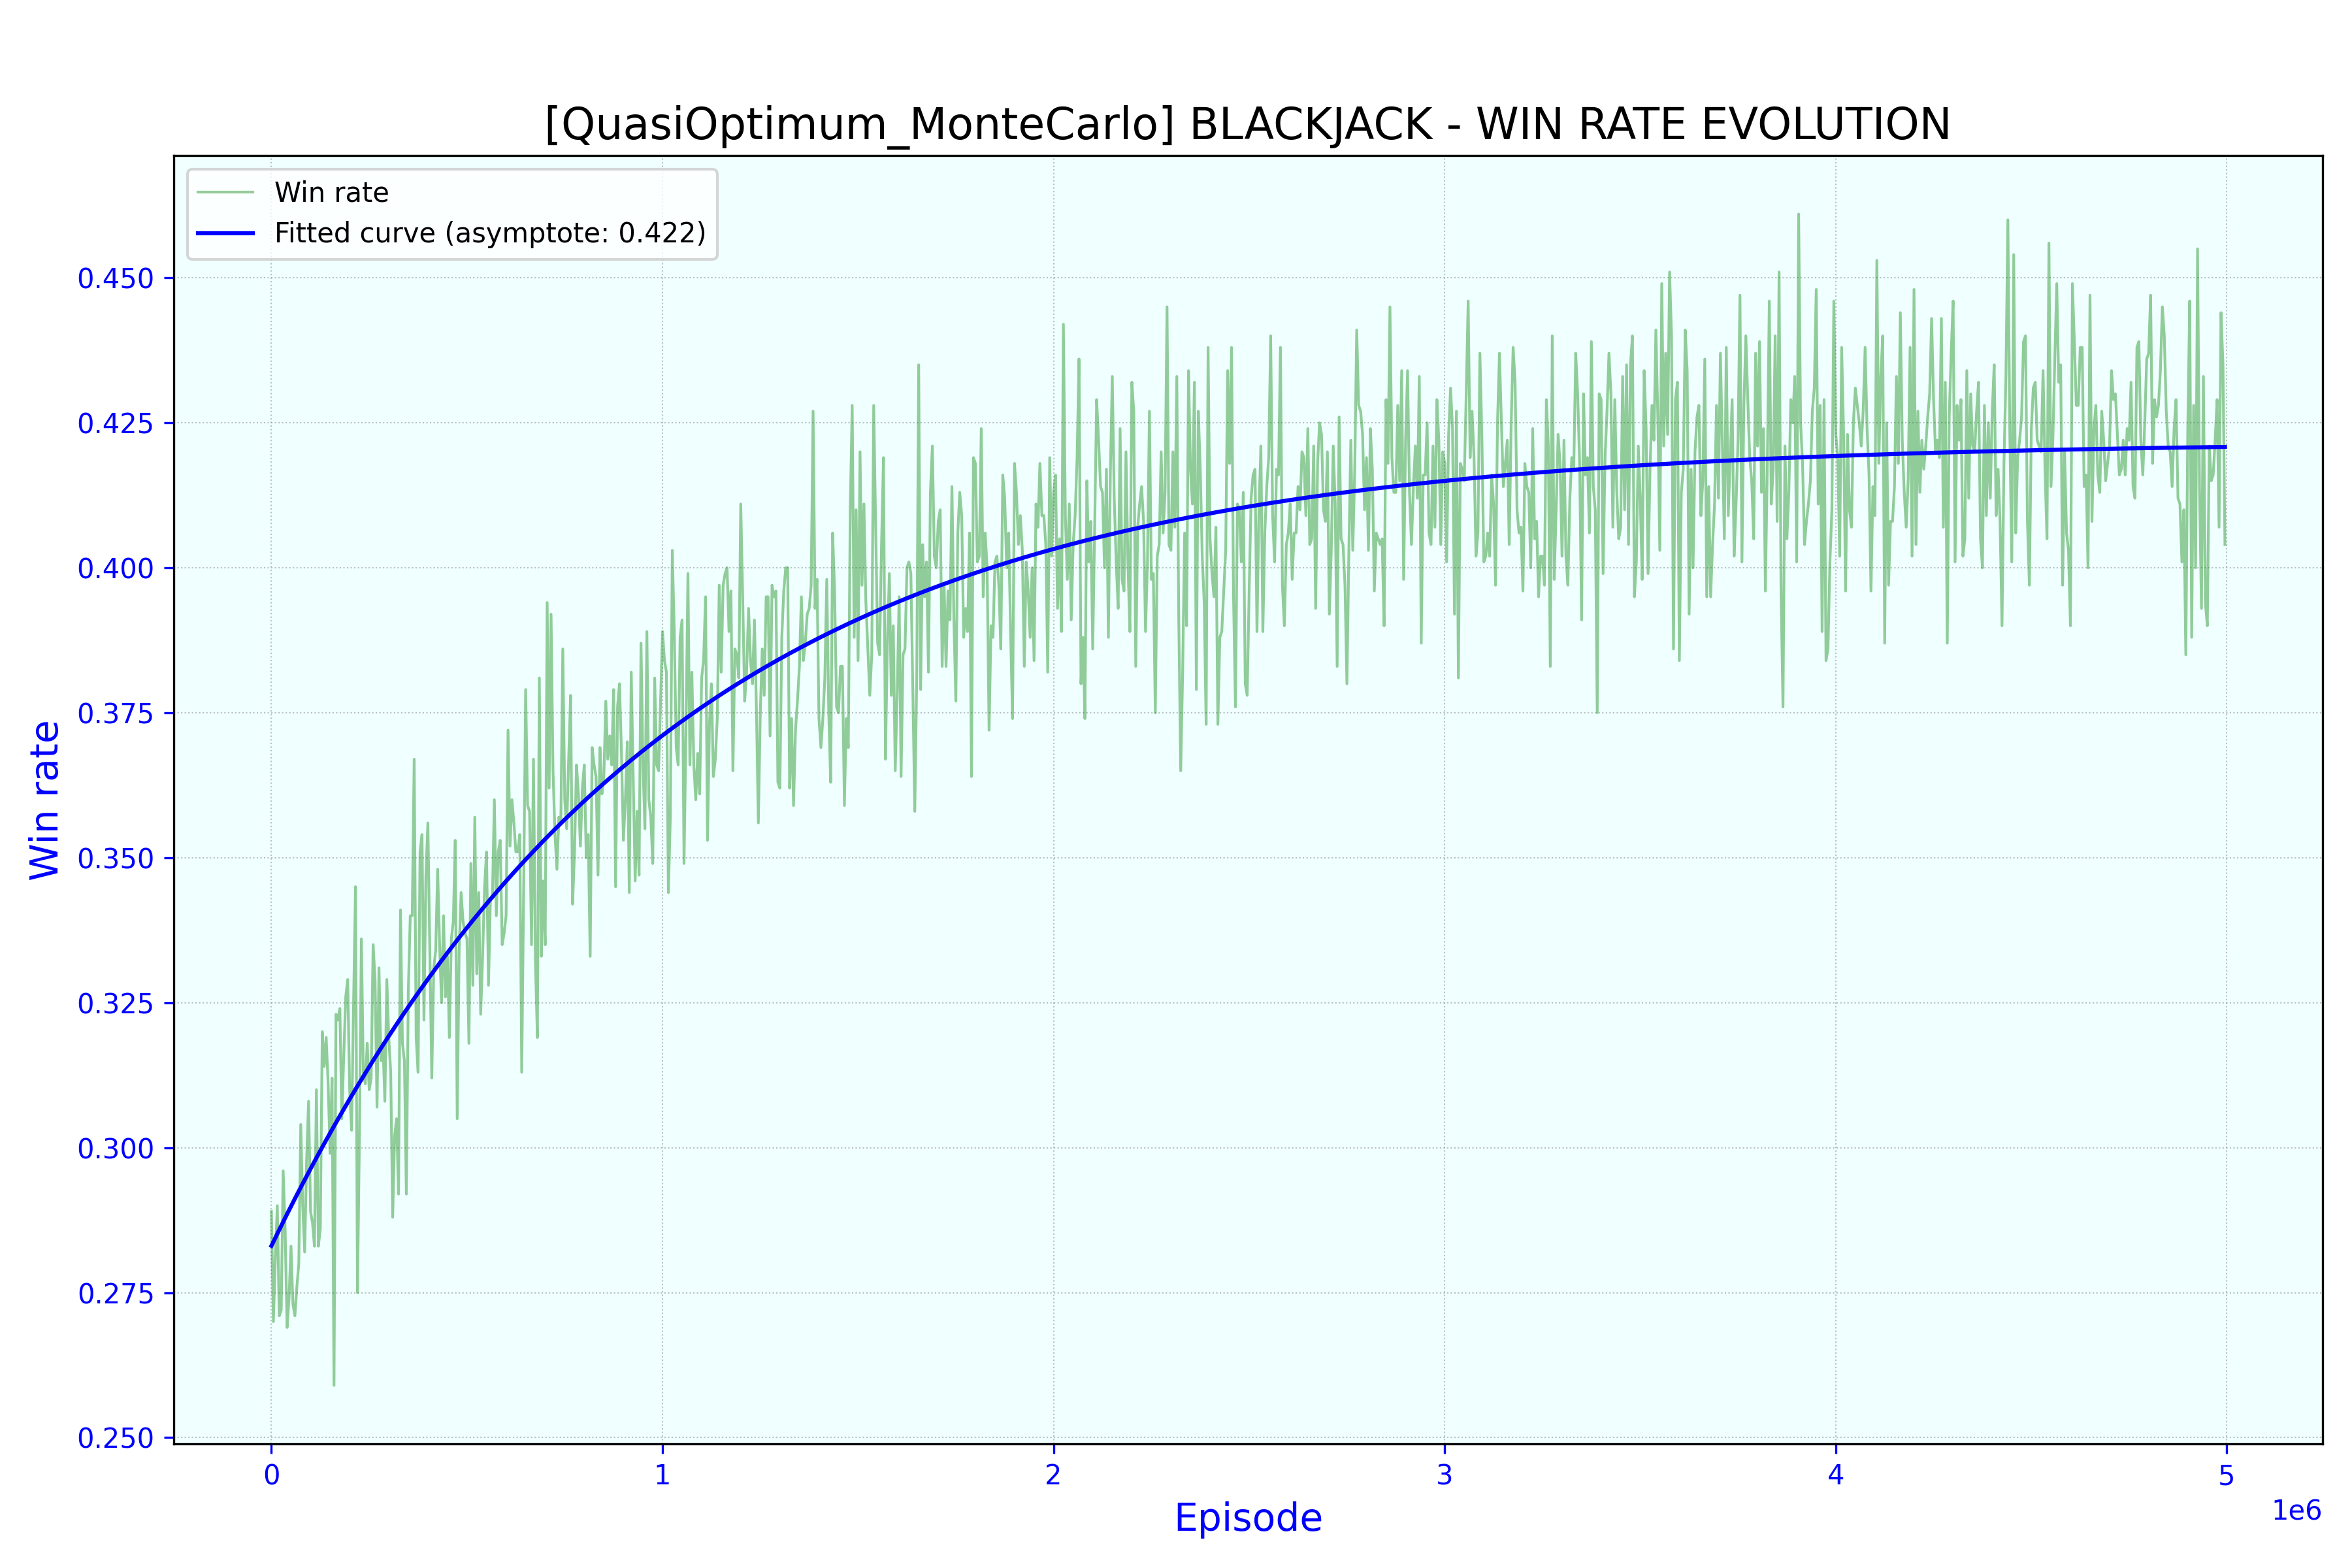 [QuasiOptimum_MonteCarlo] BLACKJACK - WIN RATE EVOLUTION
Win rate
Fitted curve (asymptote: 0.422)
0.450
0.425
0.400
0.375
0.350
0.325
0.300
0.275
0.250
Win rate
0 1 2 3 4 5
1e6
Episode